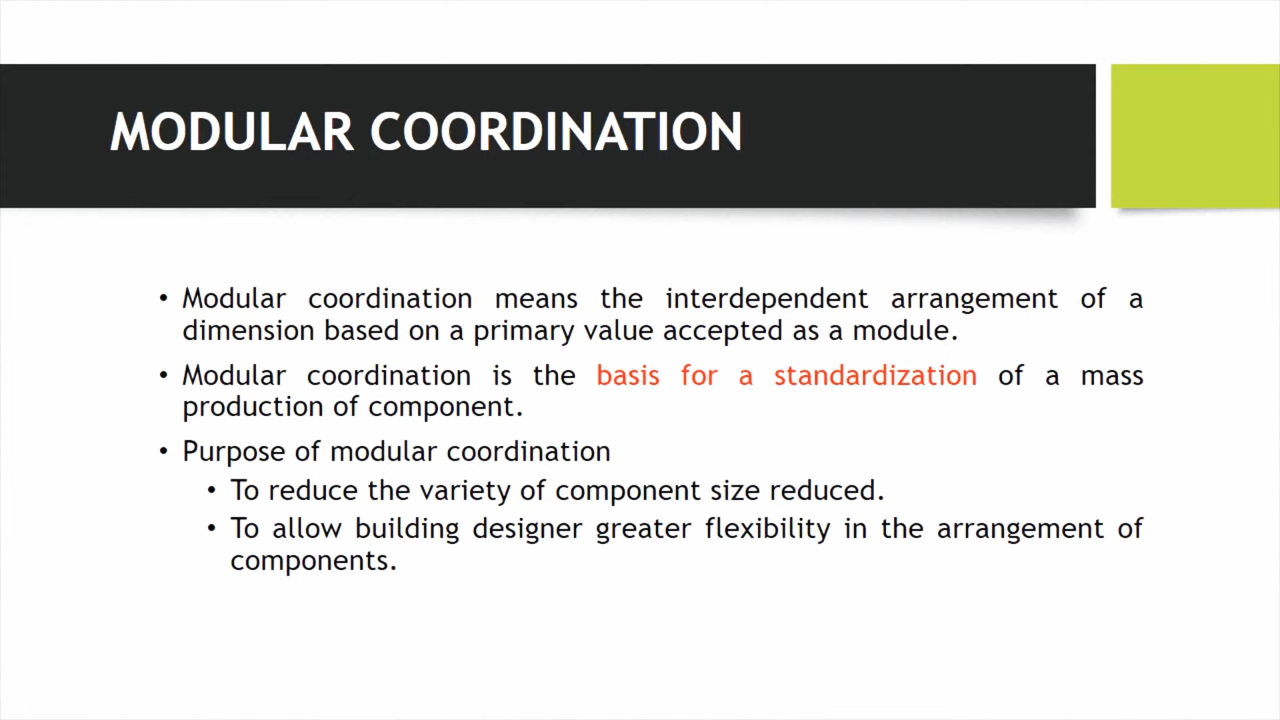 MODULAR COORDINATION
• Modular coordination means the interdependent arrangement of a
dimension based on a primary value accepted as a module.
• Modular coordination is the basis for a standardization of a mass
production of component.
• Purpose of modular coordination
• To reduce the variety of component size reduced.
• To allow building designer greater flexibility in the arrangement of
components.